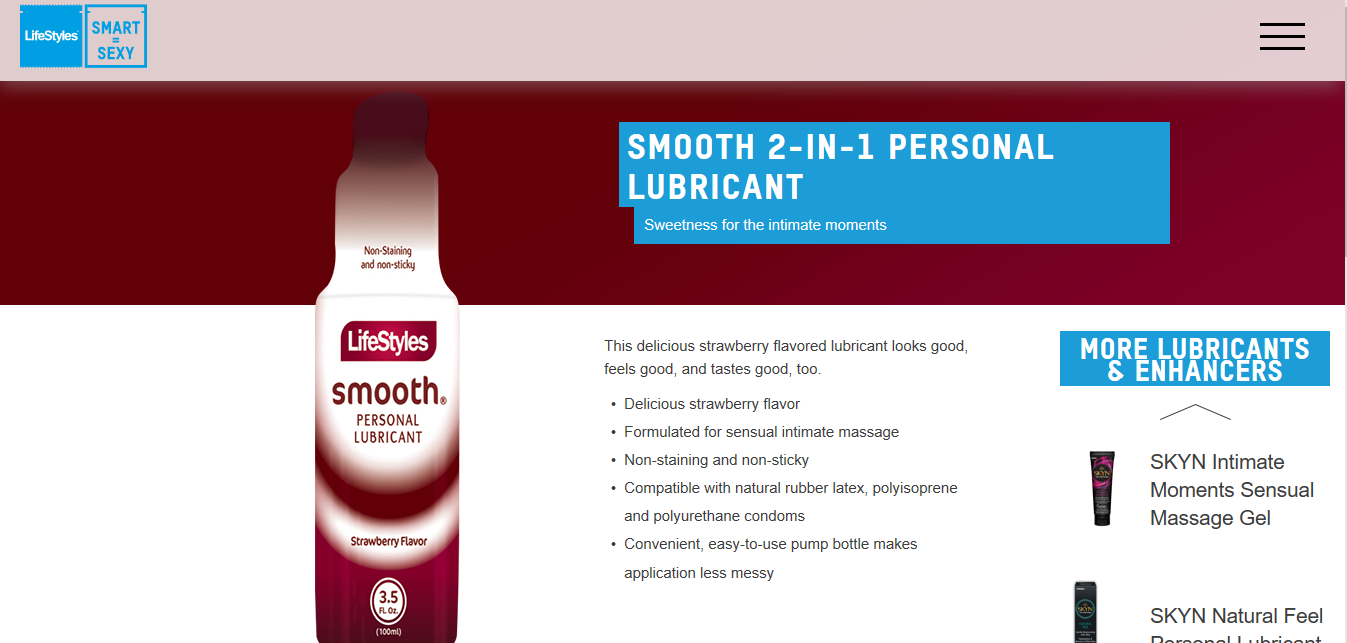 LifeStyles
SMART
=
SEXY
SMOOTH 2-IN-1 PERSONAL
LUBRICANT
Sweetness for the intimate moments
Non-Staining
and non-sticky
LifeStyles
smooth®
PERSONAL
LUBRICANT
Strawberry Flavor
3.5
FL. Oz.
(100ml)
This delicious strawberry flavored lubricant looks good,
feels good, and tastes good, too.
• Delicious strawberry flavor
• Formulated for sensual intimate massage
• Non-staining and non-sticky
• Compatible with natural rubber latex, polyisoprene
and polyurethane condoms
• Convenient, easy-to-use pump bottle makes
application less messy
MORE LUBRICANTS
& ENHANCERS
SKYN
SKYN Intimate
Moments Sensual
Massage Gel
SKYN
SKYN Natural Feel
Personal Lubricant